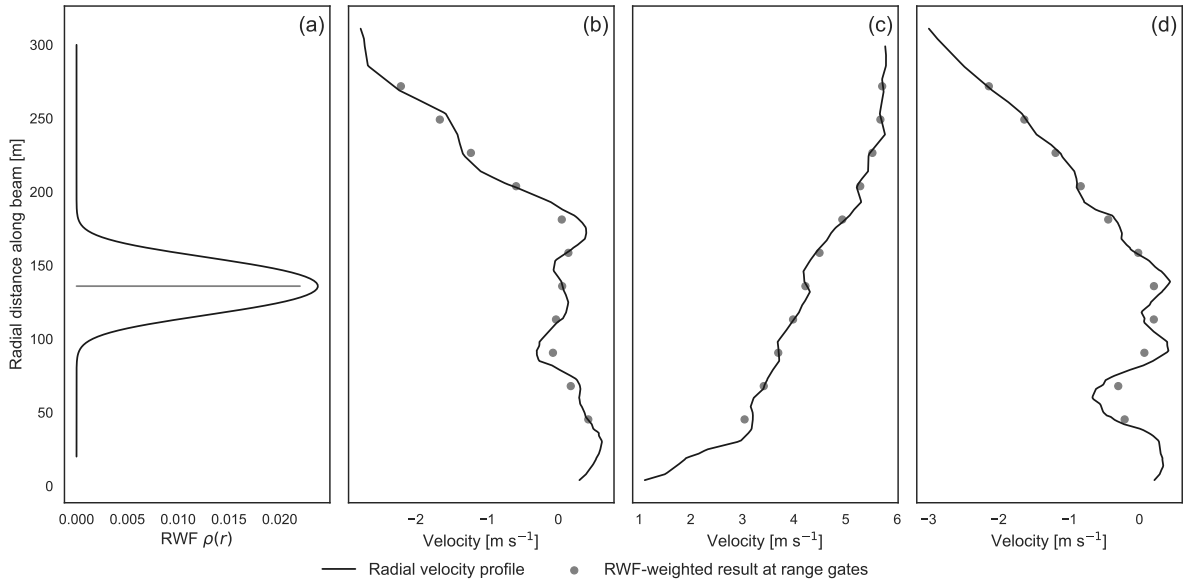 (a) (b) (c) (d)
Radial distance along beam [m]
300
250
200
150
100
50
0
0.000 0.005 0.010 0.015 0.020
−2 −1 0
1 2 3 4 5 6
−3 −2 −1 0
RWF ρ(r) Velocity [m s⁻¹] Velocity [m s⁻¹] Velocity [m s⁻¹]
Radial velocity profile RWF-weighted result at range gates